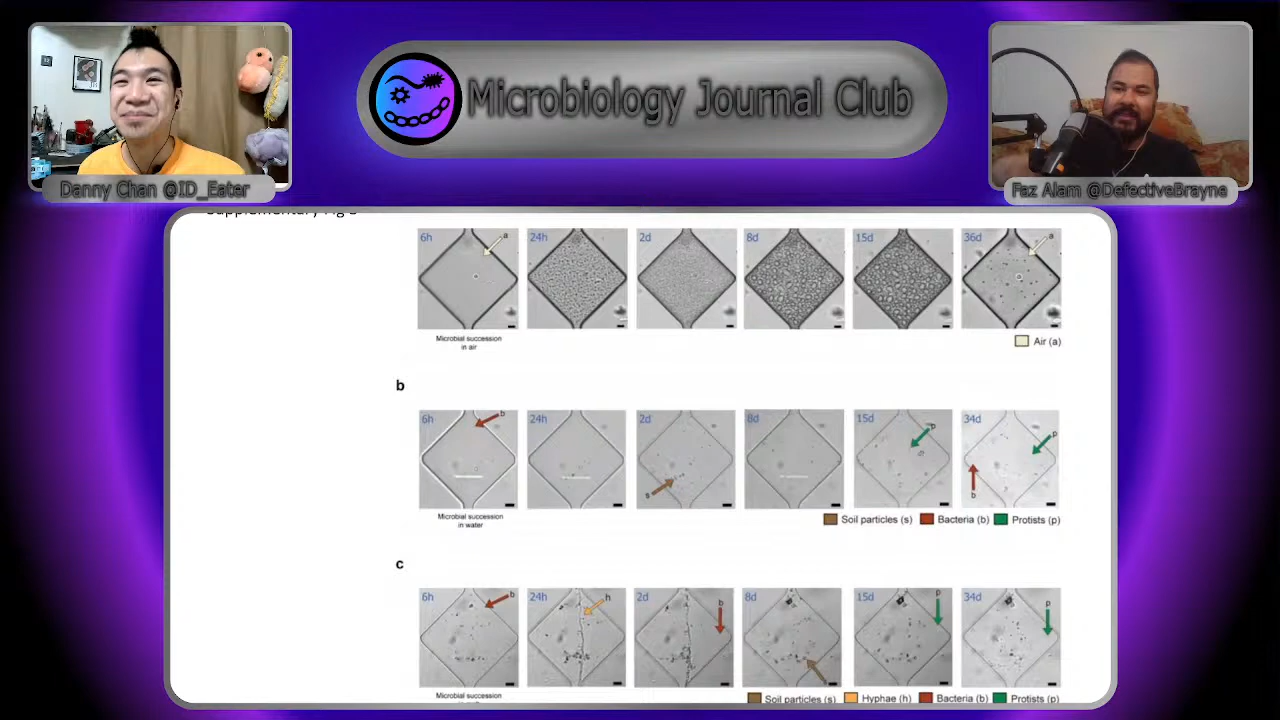 Microbiology Journal Club
Danny Chan @ID_Eater
Faz Alam @DefectiveBrayne
Supplementary Fig
6h a 24h 2d 8d 15d 36d a
Microbial succession
in air
Air (a)
b
6h b 24h 2d s 8d 15d p 34d p b
Microbial succession
in water
Soil particles (s) Bacteria (b) Protists (p)
c
6h b 24h h 2d b 8d 15d p 34d p
Microbial succession
Soil particles (s) Hyphae (h) Bacteria (b) Protists (p)